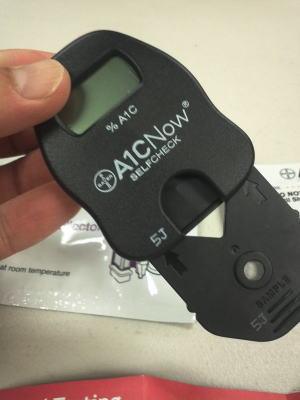 % A1C
BAYER
A1CNow®
SELFCHECK
5J
at room temperature
SAMPLE
5J